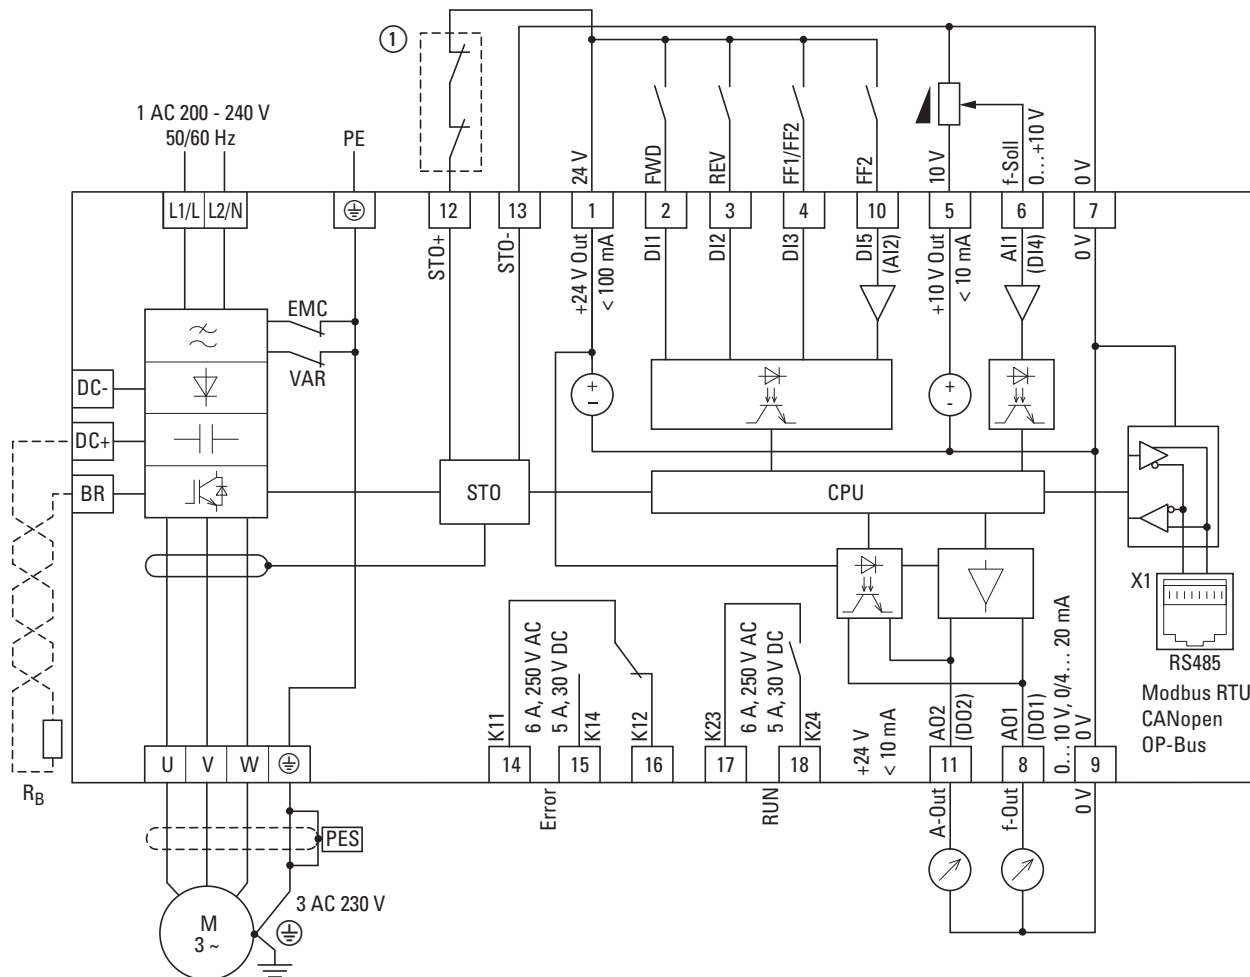 ①
1 AC 200 - 240 V
50/60 Hz
PE
24 V
FWD
REV
FF1/FF2
FF2
10 V
f-Soll
0…+10 V
0 V
L1/L
L2/N
12
13
1
2
3
4
10
5
6
7
STO+
STO-
+24 V Out
< 100 mA
DI1
DI2
DI3
DI5
(AI2)
+10 V Out
< 10 mA
AI1
(DI4)
0 V
EMC
VAR
DC-
DC+
BR
+
−
+
-
STO
CPU
X1
RS485
Modbus RTU
CANopen
OP-Bus
K11
6 A, 250 V AC
5 A, 30 V DC
K14
K12
K23
6 A, 250 V AC
5 A, 30 V DC
K24
+24 V
< 10 mA
AO2
(DO2)
AO1
(DO1)
0…10 V, 0/4… 20 mA
0 V
RB
U
V
W
14
15
16
17
18
11
8
9
Error
RUN
A-Out
f-Out
0 V
PES
3 AC 230 V
M
3 ~